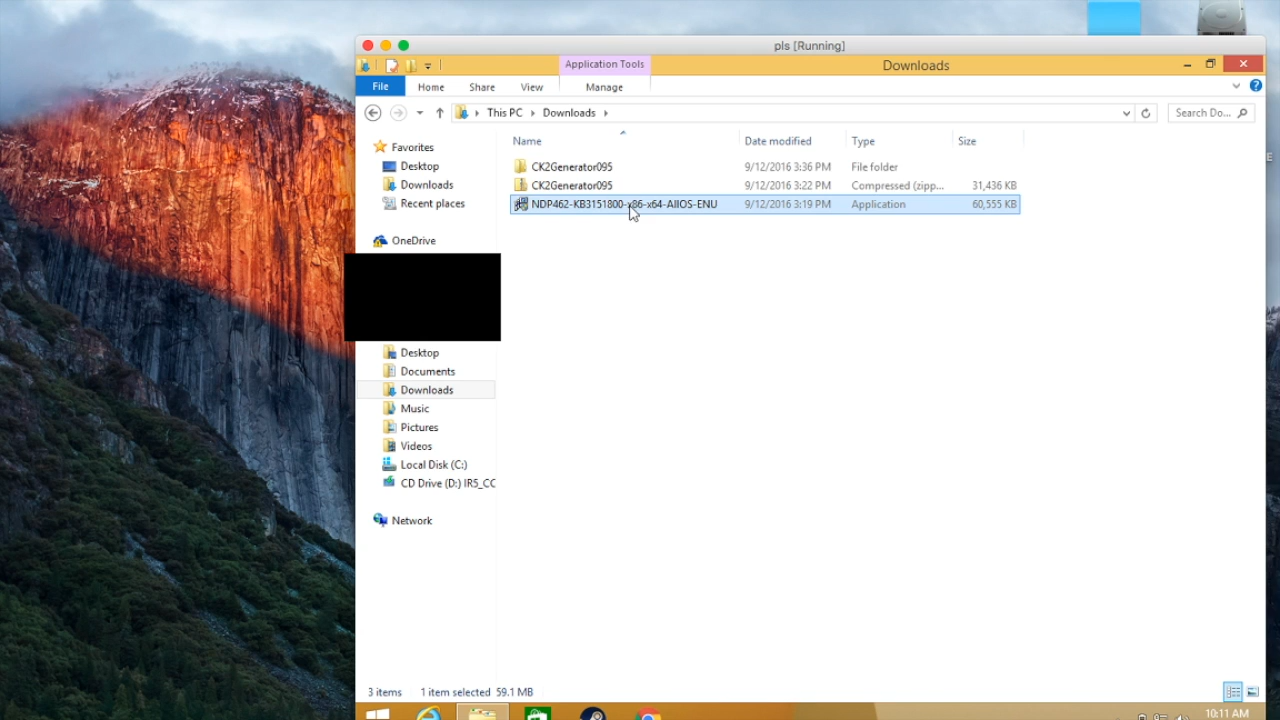 pls [Running]
Application Tools
Downloads
File
Home
Share
View
Manage
This PC
Downloads
Search Do...
Name
Date modified
Type
Size
Favorites
Desktop
Downloads
Recent places
OneDrive
Desktop
Documents
Downloads
Music
Pictures
Videos
Local Disk (C:)
CD Drive (D:) IR5_CC
Network
CK2Generator095 9/12/2016 3:36 PM File folder
CK2Generator095 9/12/2016 3:22 PM Compressed (zipp... 31,436 KB
NDP462-KB3151800-x86-x64-AllOS-ENU 9/12/2016 3:19 PM Application 60,555 KB
3 items 1 item selected 59.1 MB
10:11 AM